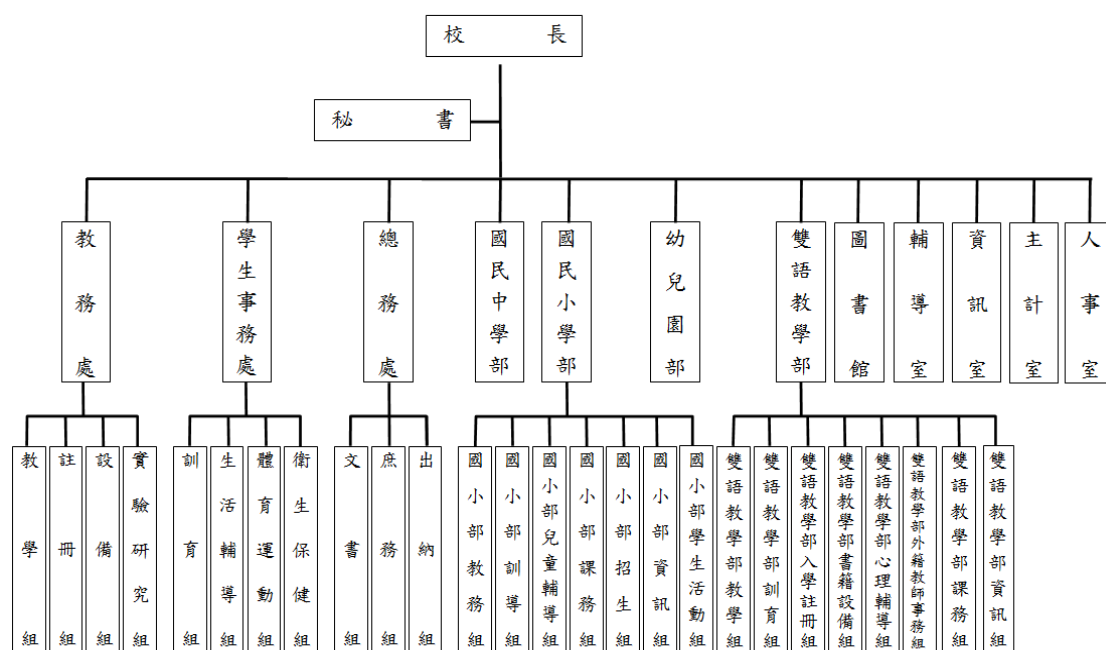 校長
秘書
教務處
學生事務處
總務處
國民中學部
國民小學部
幼兒園部
雙語教學部
圖書館
輔導室
資訊室
主計室
人事室
教學組
註冊組
設備組
實驗研究組
訓育組
生活輔導組
體育運動組
衛生保健組
文書組
庶務組
出納組
國小部教務組
國小部訓導組
國小部兒童輔導組
國小部課務組
國小部招生組
國小部資訊組
國小部學生活動組
雙語教學部教學組
雙語教學部訓育組
雙語教學部入學註冊組
雙語教學部書籍設備組
雙語教學部心理輔導組
雙語教學部外籍教師事務組
雙語教學部課務組
雙語教學部資訊組